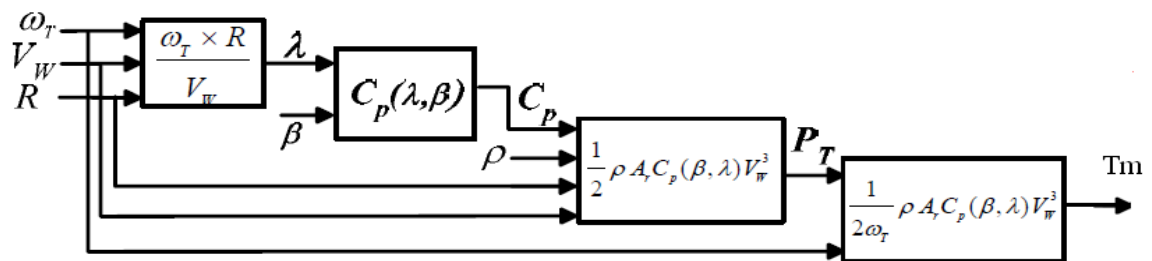 ω_T
V_W
R
ω_T × R
V_W
λ
β
C_p(λ,β)
C_p
ρ
1/2 ρ A_r C_p(β, λ)V_W^3
P_T
1/2ω_T ρ A_r C_p(β, λ)V_W^3
Tm